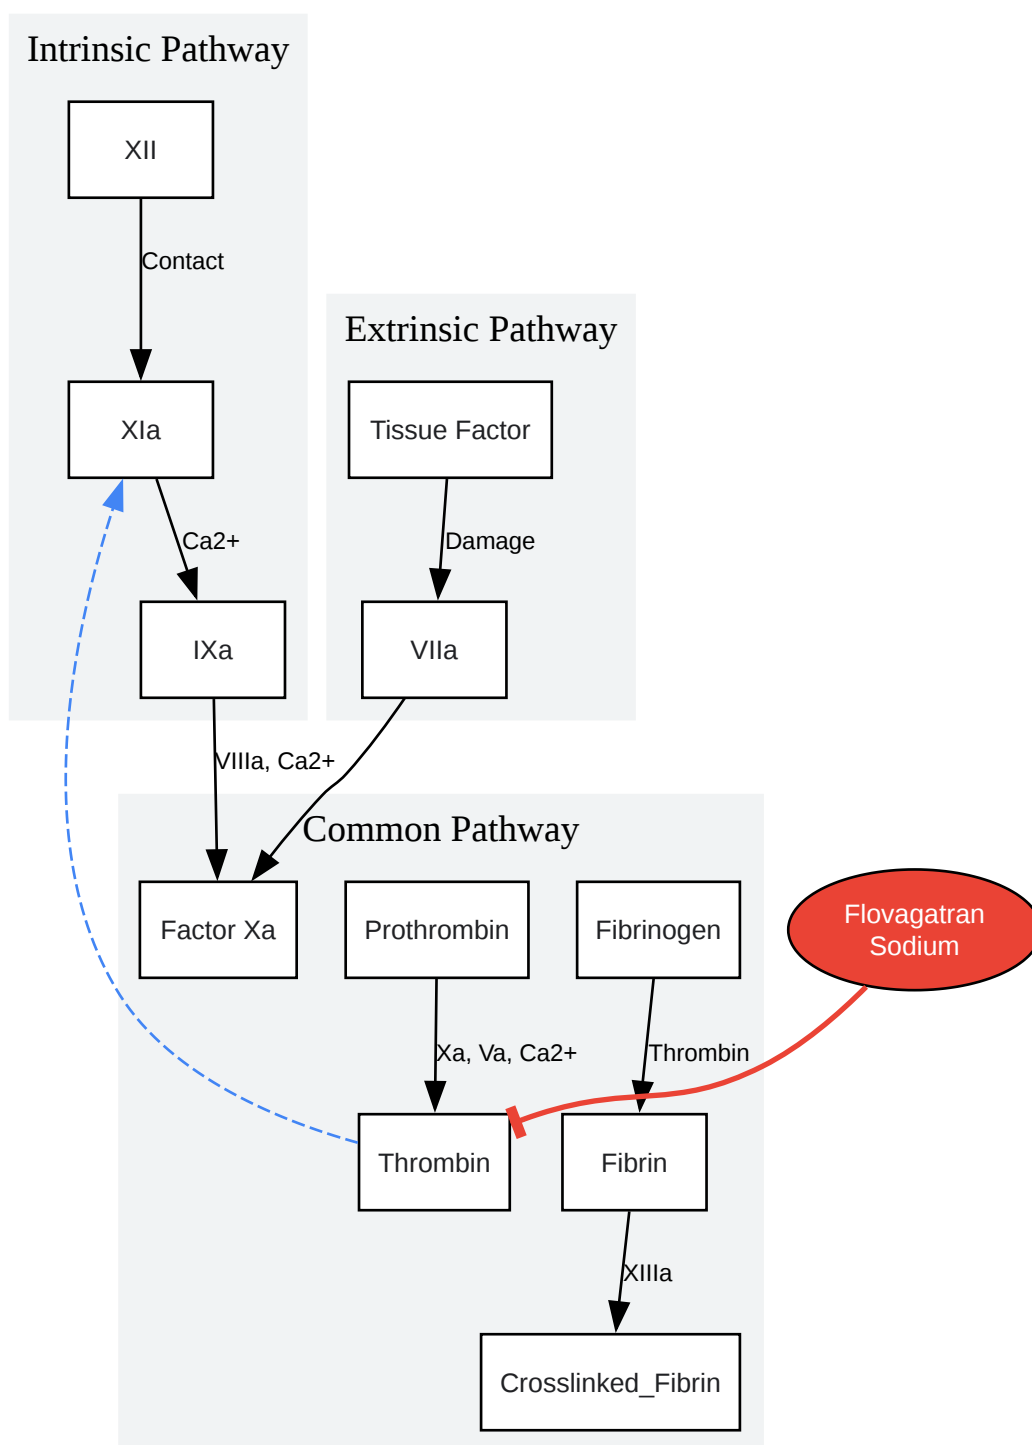 Intrinsic Pathway
XII
Contact
Extrinsic Pathway
XIa
Tissue Factor
Ca2+
Damage
IXa
VIIa
VIIIa, Ca2+
Common Pathway
Factor Xa
Prothrombin
Fibrinogen
Flovagatran
Sodium
Xa, Va, Ca2+
Thrombin
Thrombin
Fibrin
XIIIa
Crosslinked_Fibrin